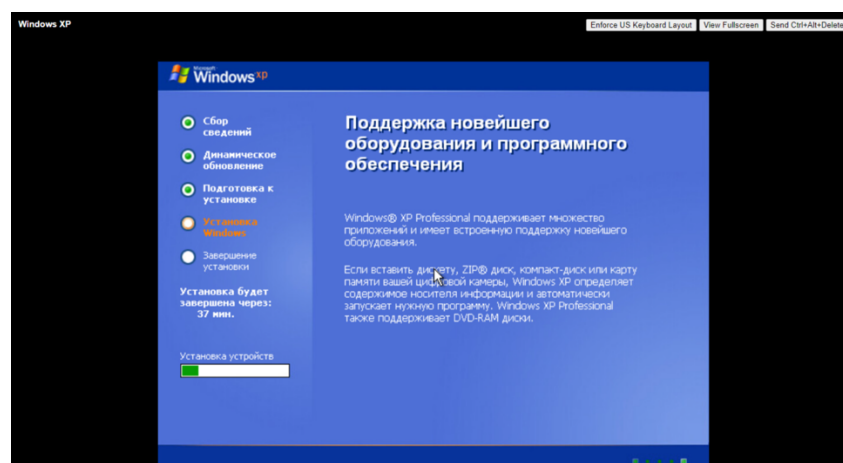 Windows XP
Enforce US Keyboard Layout View Fullscreen Send Ctrl+Alt+Delete
Microsoft
Windows xp
Сбор
сведений
Динамическое
обновление
Подготовка к
установке
Установка
Windows
Завершение
установки
Установка будет
завершена через:
37 мин.
Установка устройств
Поддержка новейшего
оборудования и программного
обеспечения
Windows® XP Professional поддерживает множество
приложений и имеет встроенную поддержку новейшего
оборудования.
Если вставить дискету, ZIP® диск, компакт-диск или карту
памяти вашей цифровой камеры, Windows XP определяет
содержимое носителя информации и автоматически
запускает нужную программу. Windows XP Professional
также поддерживает DVD-RAM диски.